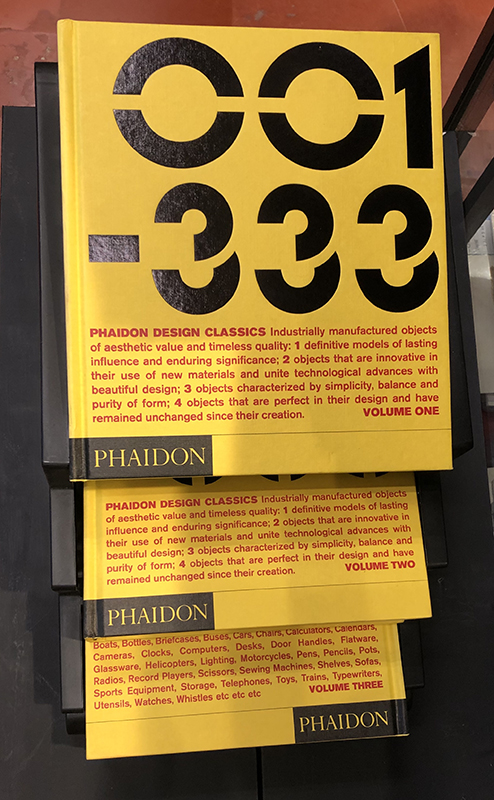 001
-333
PHAIDON DESIGN CLASSICS Industrially manufactured objects
of aesthetic value and timeless quality: 1 definitive models of lasting
influence and enduring significance; 2 objects that are innovative in
their use of new materials and unite technological advances with
beautiful design; 3 objects characterized by simplicity, balance and
purity of form; 4 objects that are perfect in their design and have
remained unchanged since their creation. VOLUME ONE
PHAIDON
PHAIDON DESIGN CLASSICS Industrially manufactured objects
of aesthetic value and timeless quality: 1 definitive models of lasting
influence and enduring significance; 2 objects that are innovative in
their use of new materials and unite technological advances with
beautiful design; 3 objects characterized by simplicity, balance and
purity of form; 4 objects that are perfect in their design and have
remained unchanged since their creation. VOLUME TWO
PHAIDON
Boats, Bottles, Briefcases, Buses, Cars, Chairs, Calculators, Calendars,
Cameras, Clocks, Computers, Desks, Door Handles, Flatware,
Glassware, Helicopters, Lighting, Motorcycles, Pens, Pencils, Pots,
Radios, Record Players, Scissors, Sewing Machines, Shelves, Sofas,
Sports Equipment, Storage, Telephones, Toys, Trains, Typewriters,
Utensils, Watches, Whistles etc etc etc VOLUME THREE
PHAIDON